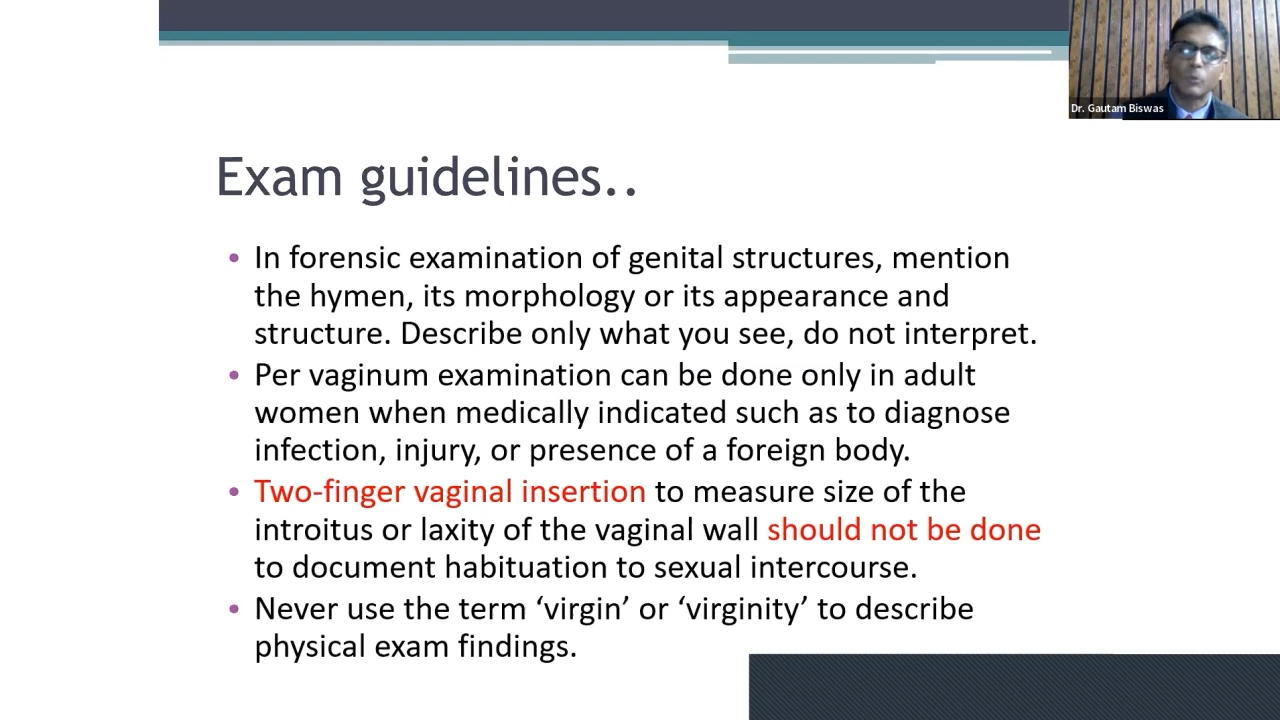 Dr. Gautam Biswas
Exam guidelines..
• In forensic examination of genital structures, mention
the hymen, its morphology or its appearance and
structure. Describe only what you see, do not interpret.
• Per vaginum examination can be done only in adult
women when medically indicated such as to diagnose
infection, injury, or presence of a foreign body.
• Two-finger vaginal insertion to measure size of the
introitus or laxity of the vaginal wall should not be done
to document habituation to sexual intercourse.
• Never use the term ‘virgin’ or ‘virginity’ to describe
physical exam findings.